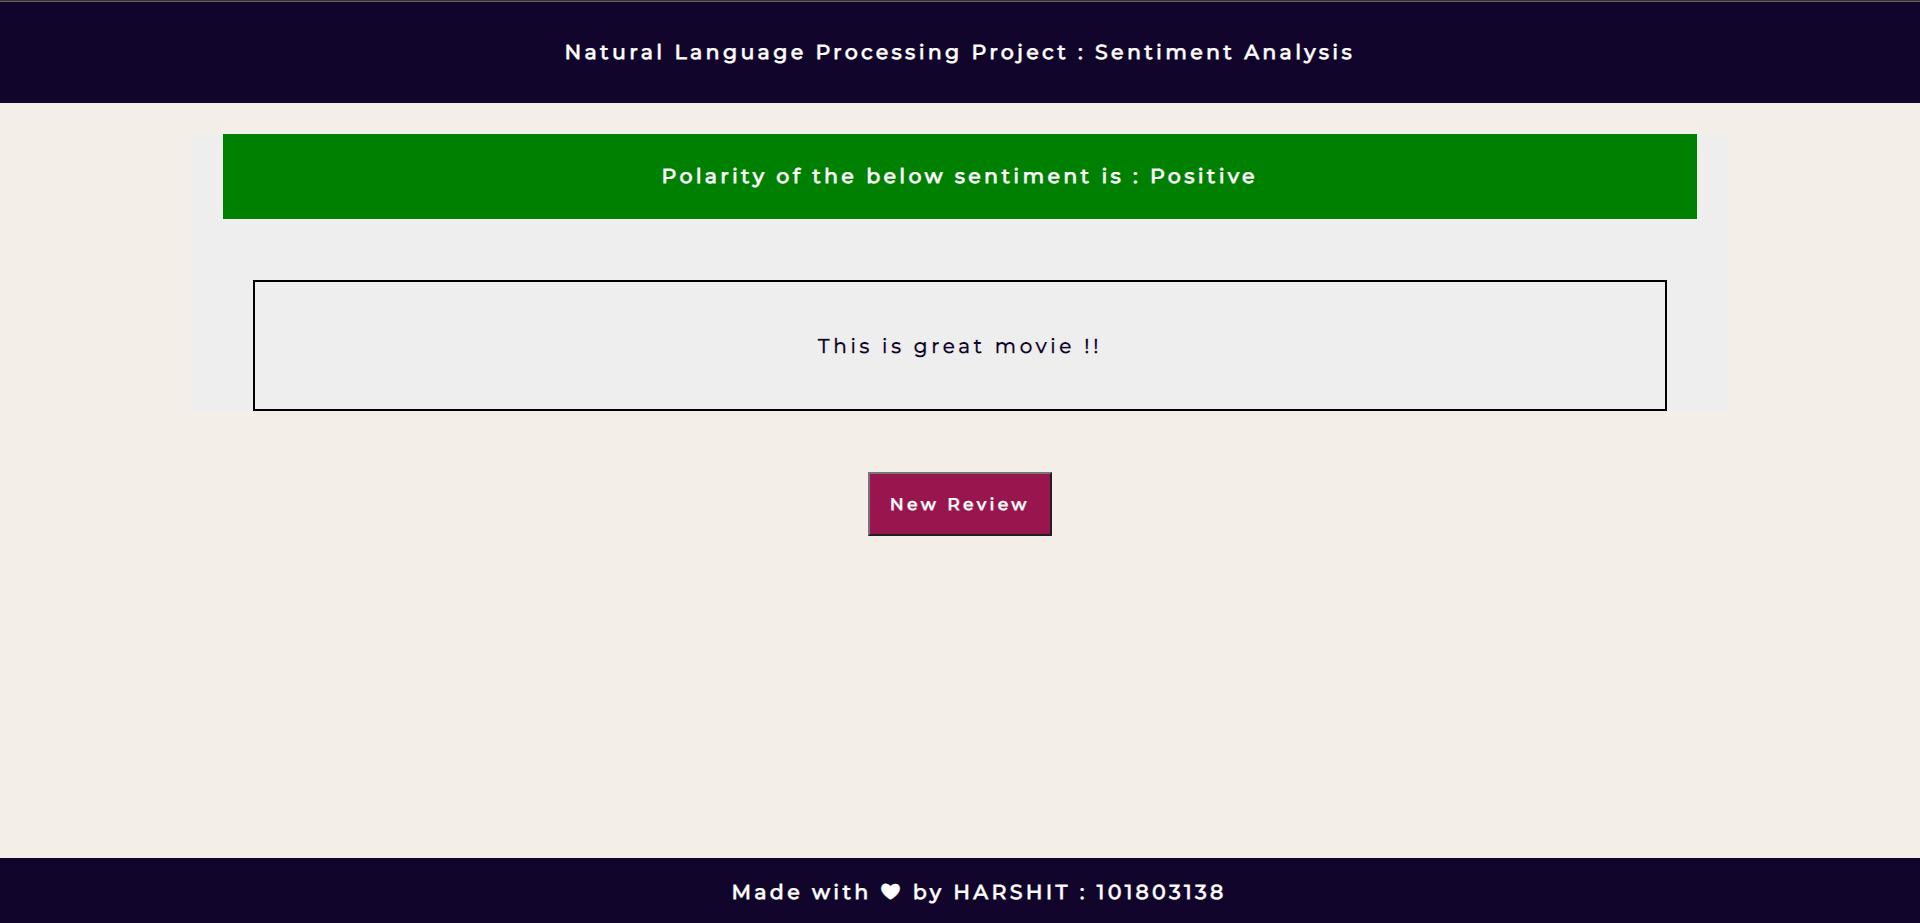 Natural Language Processing Project : Sentiment Analysis
Polarity of the below sentiment is : Positive
This is great movie !!
New Review
Made with ♥ by HARSHIT : 101803138